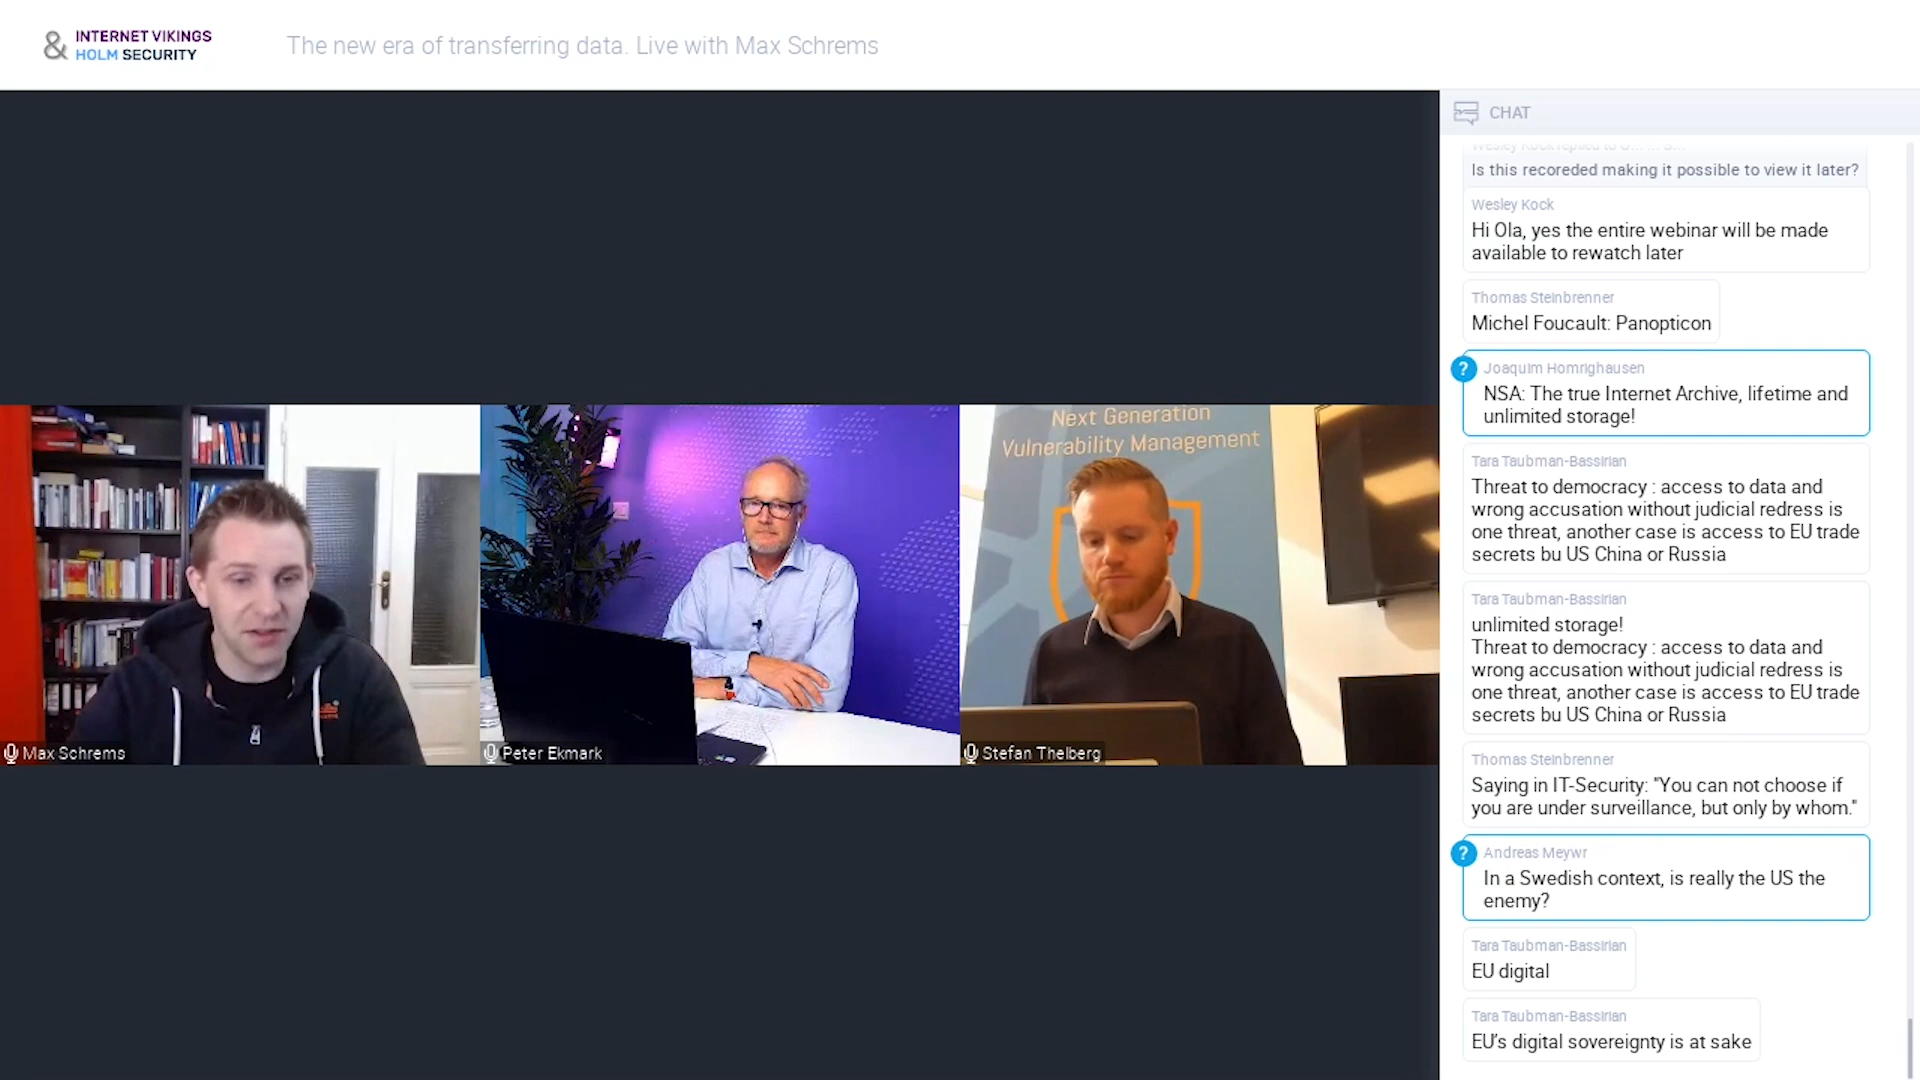 & INTERNET VIKINGS
HOLM SECURITY
The new era of transferring data. Live with Max Schrems
Next Generation
Vulnerability Management
Max Schrems
Peter Ekmark
Stefan Thelberg
CHAT
Wesley Kock replied to
Is this recoreded making it possible to view it later?
Wesley Kock
Hi Ola, yes the entire webinar will be made
available to rewatch later
Thomas Steinbrenner
Michel Foucault: Panopticon
? Joaquim Homrighausen
NSA: The true Internet Archive, lifetime and
unlimited storage!
Tara Taubman-Bassirian
Threat to democracy : access to data and
wrong accusation without judicial redress is
one threat, another case is access to EU trade
secrets bu US China or Russia
Tara Taubman-Bassirian
unlimited storage!
Threat to democracy : access to data and
wrong accusation without judicial redress is
one threat, another case is access to EU trade
secrets bu US China or Russia
Thomas Steinbrenner
Saying in IT-Security: "You can not choose if
you are under surveillance, but only by whom."
? Andreas Meywr
In a Swedish context, is really the US the
enemy?
Tara Taubman-Bassirian
EU digital
Tara Taubman-Bassirian
EU's digital sovereignty is at sake